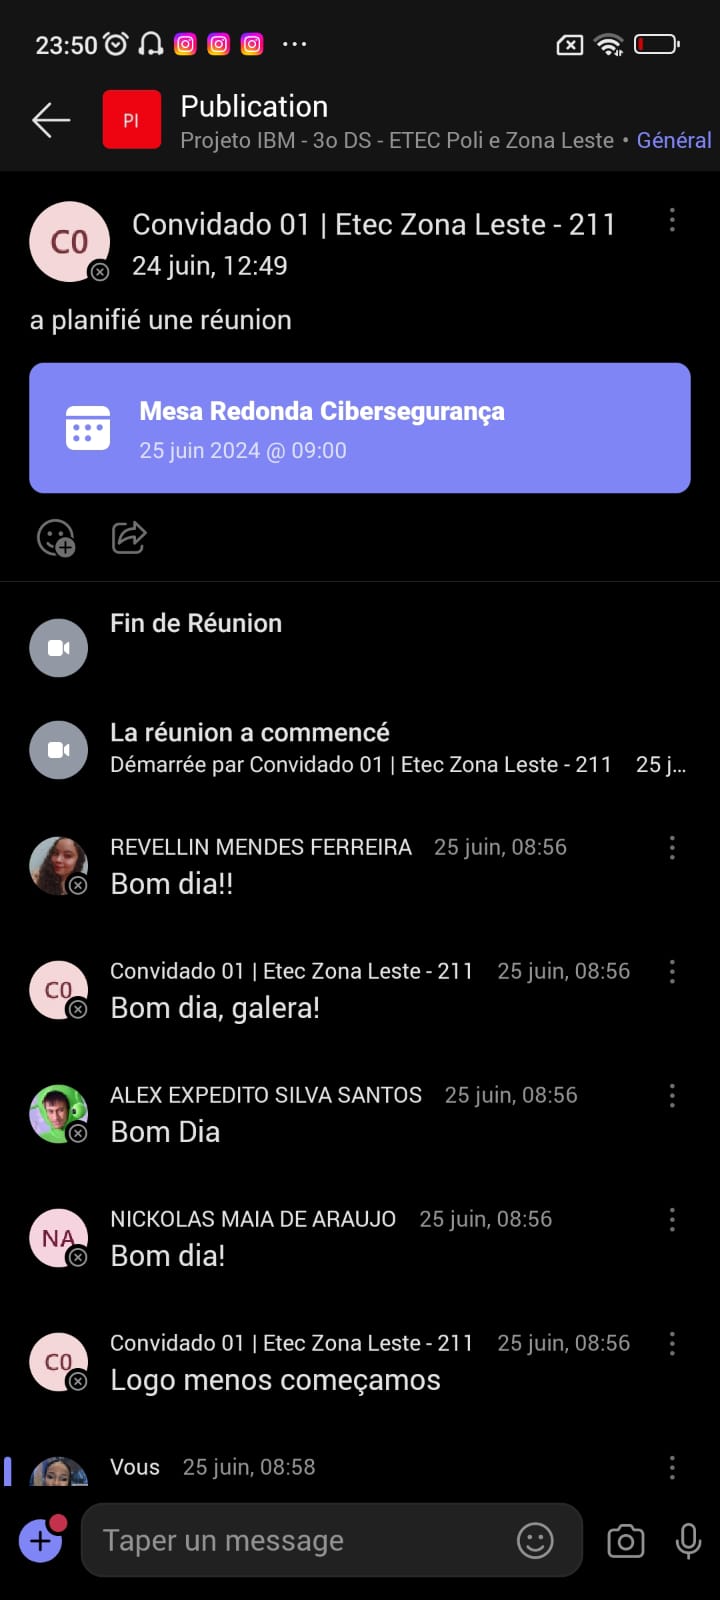 23:50
PI
Publication
Projeto IBM - 3o DS - ETEC Poli e Zona Leste • Général
C0
Convidado 01 | Etec Zona Leste - 211
24 juin, 12:49
a planifié une réunion
Mesa Redonda Cibersegurança
25 juin 2024 @ 09:00
Fin de Réunion
La réunion a commencé
Démarrée par Convidado 01 | Etec Zona Leste - 211 25 j...
REVELLIN MENDES FERREIRA 25 juin, 08:56
Bom dia!!
C0
Convidado 01 | Etec Zona Leste - 211 25 juin, 08:56
Bom dia, galera!
ALEX EXPEDITO SILVA SANTOS 25 juin, 08:56
Bom Dia
NA
NICKOLAS MAIA DE ARAUJO 25 juin, 08:56
Bom dia!
C0
Convidado 01 | Etec Zona Leste - 211 25 juin, 08:56
Logo menos começamos
Vous 25 juin, 08:58
Taper un message